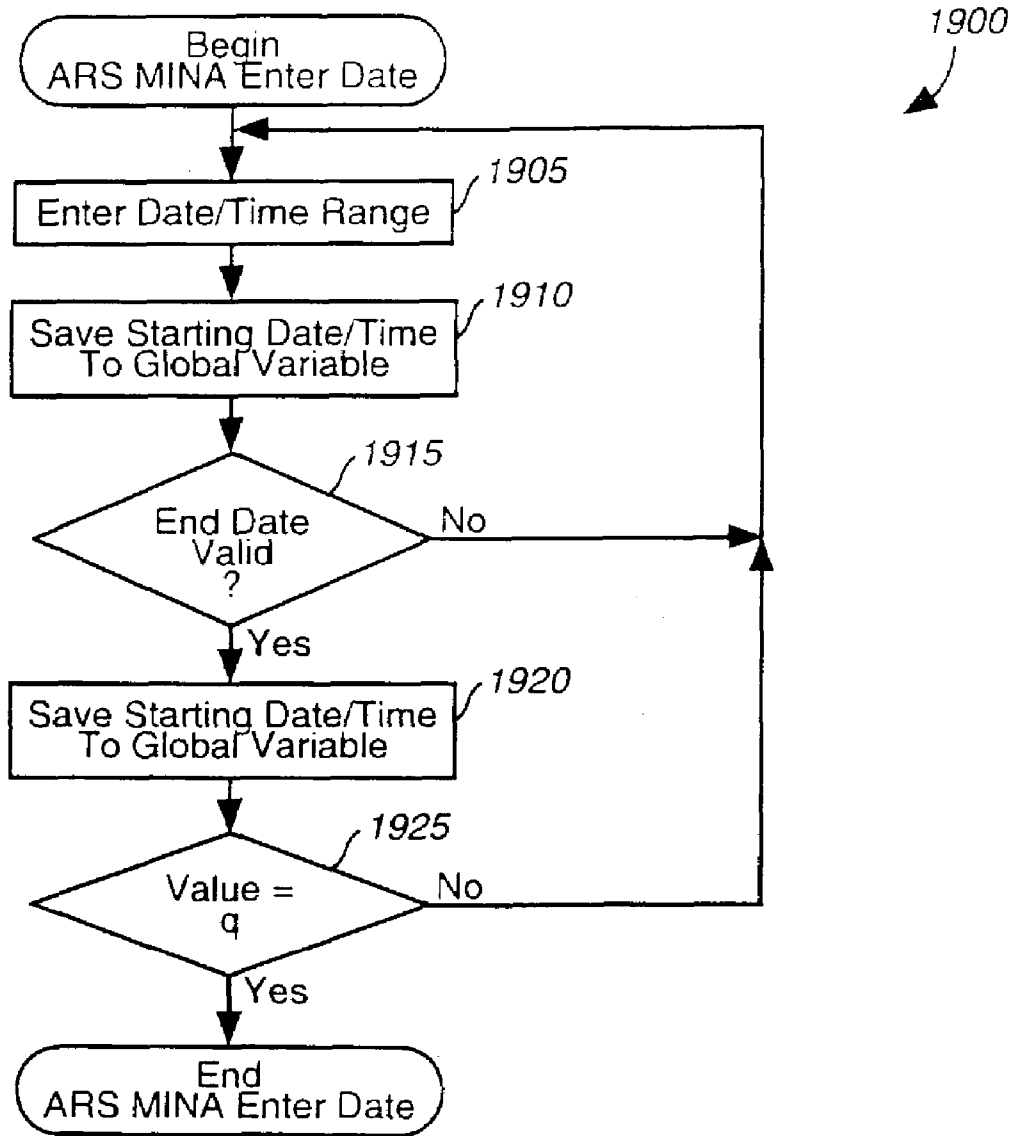 1900
Begin
ARS MINA Enter Date
1905
Enter Date/Time Range
1910
Save Starting Date/Time
To Global Variable
1915
End Date
Valid
?
No
Yes
1920
Save Starting Date/Time
To Global Variable
1925
Value =
q
No
Yes
End
ARS MINA Enter Date